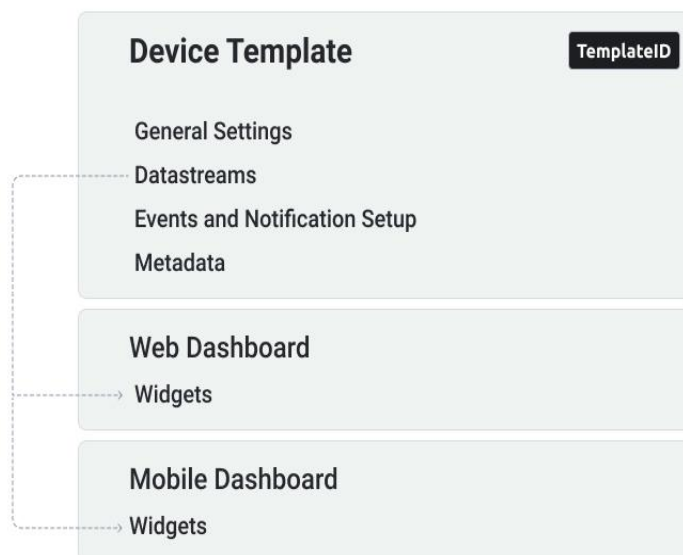 Device Template
TemplateID
General Settings
Datastreams
Events and Notification Setup
Metadata
Web Dashboard
Widgets
Mobile Dashboard
Widgets